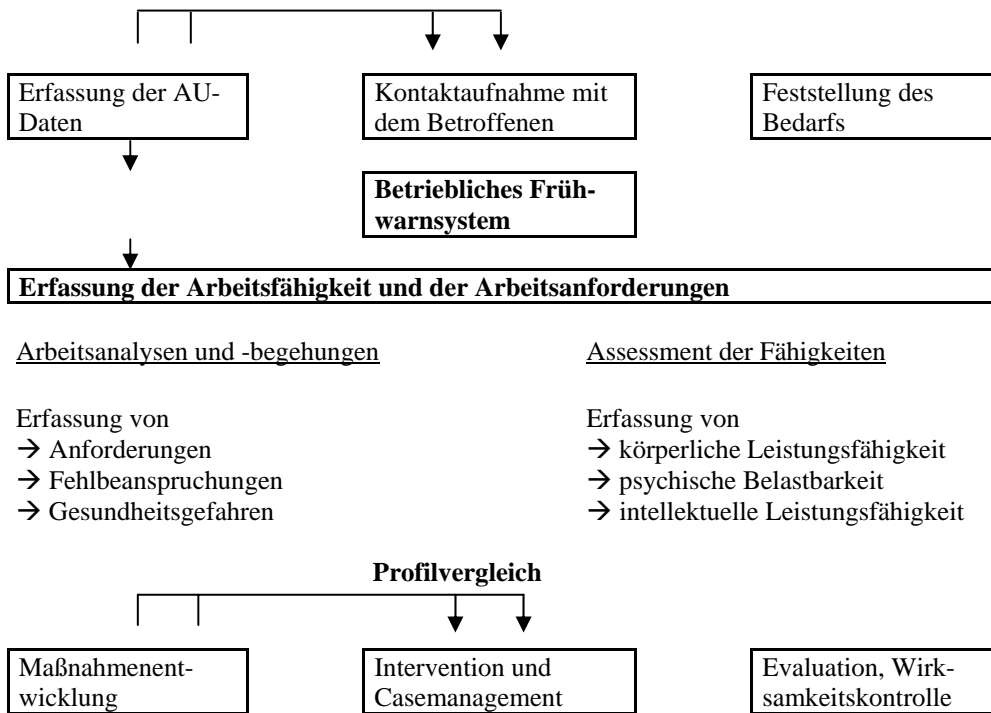 Erfassung der AU-
Daten
Kontaktaufnahme mit
dem Betroffenen
Feststellung des
Bedarfs
Betriebliches Früh-
warnsystem
Erfassung der Arbeitsfähigkeit und der Arbeitsanforderungen
Arbeitsanalysen und -begehungen
Erfassung von
→ Anforderungen
→ Fehlbeanspruchungen
→ Gesundheitsgefahren
Assessment der Fähigkeiten
Erfassung von
→ körperliche Leistungsfähigkeit
→ psychische Belastbarkeit
→ intellektuelle Leistungsfähigkeit
Profilvergleich
Maßnahmenent-
wicklung
Intervention und
Casemanagement
Evaluation, Wirk-
samkeitskontrolle